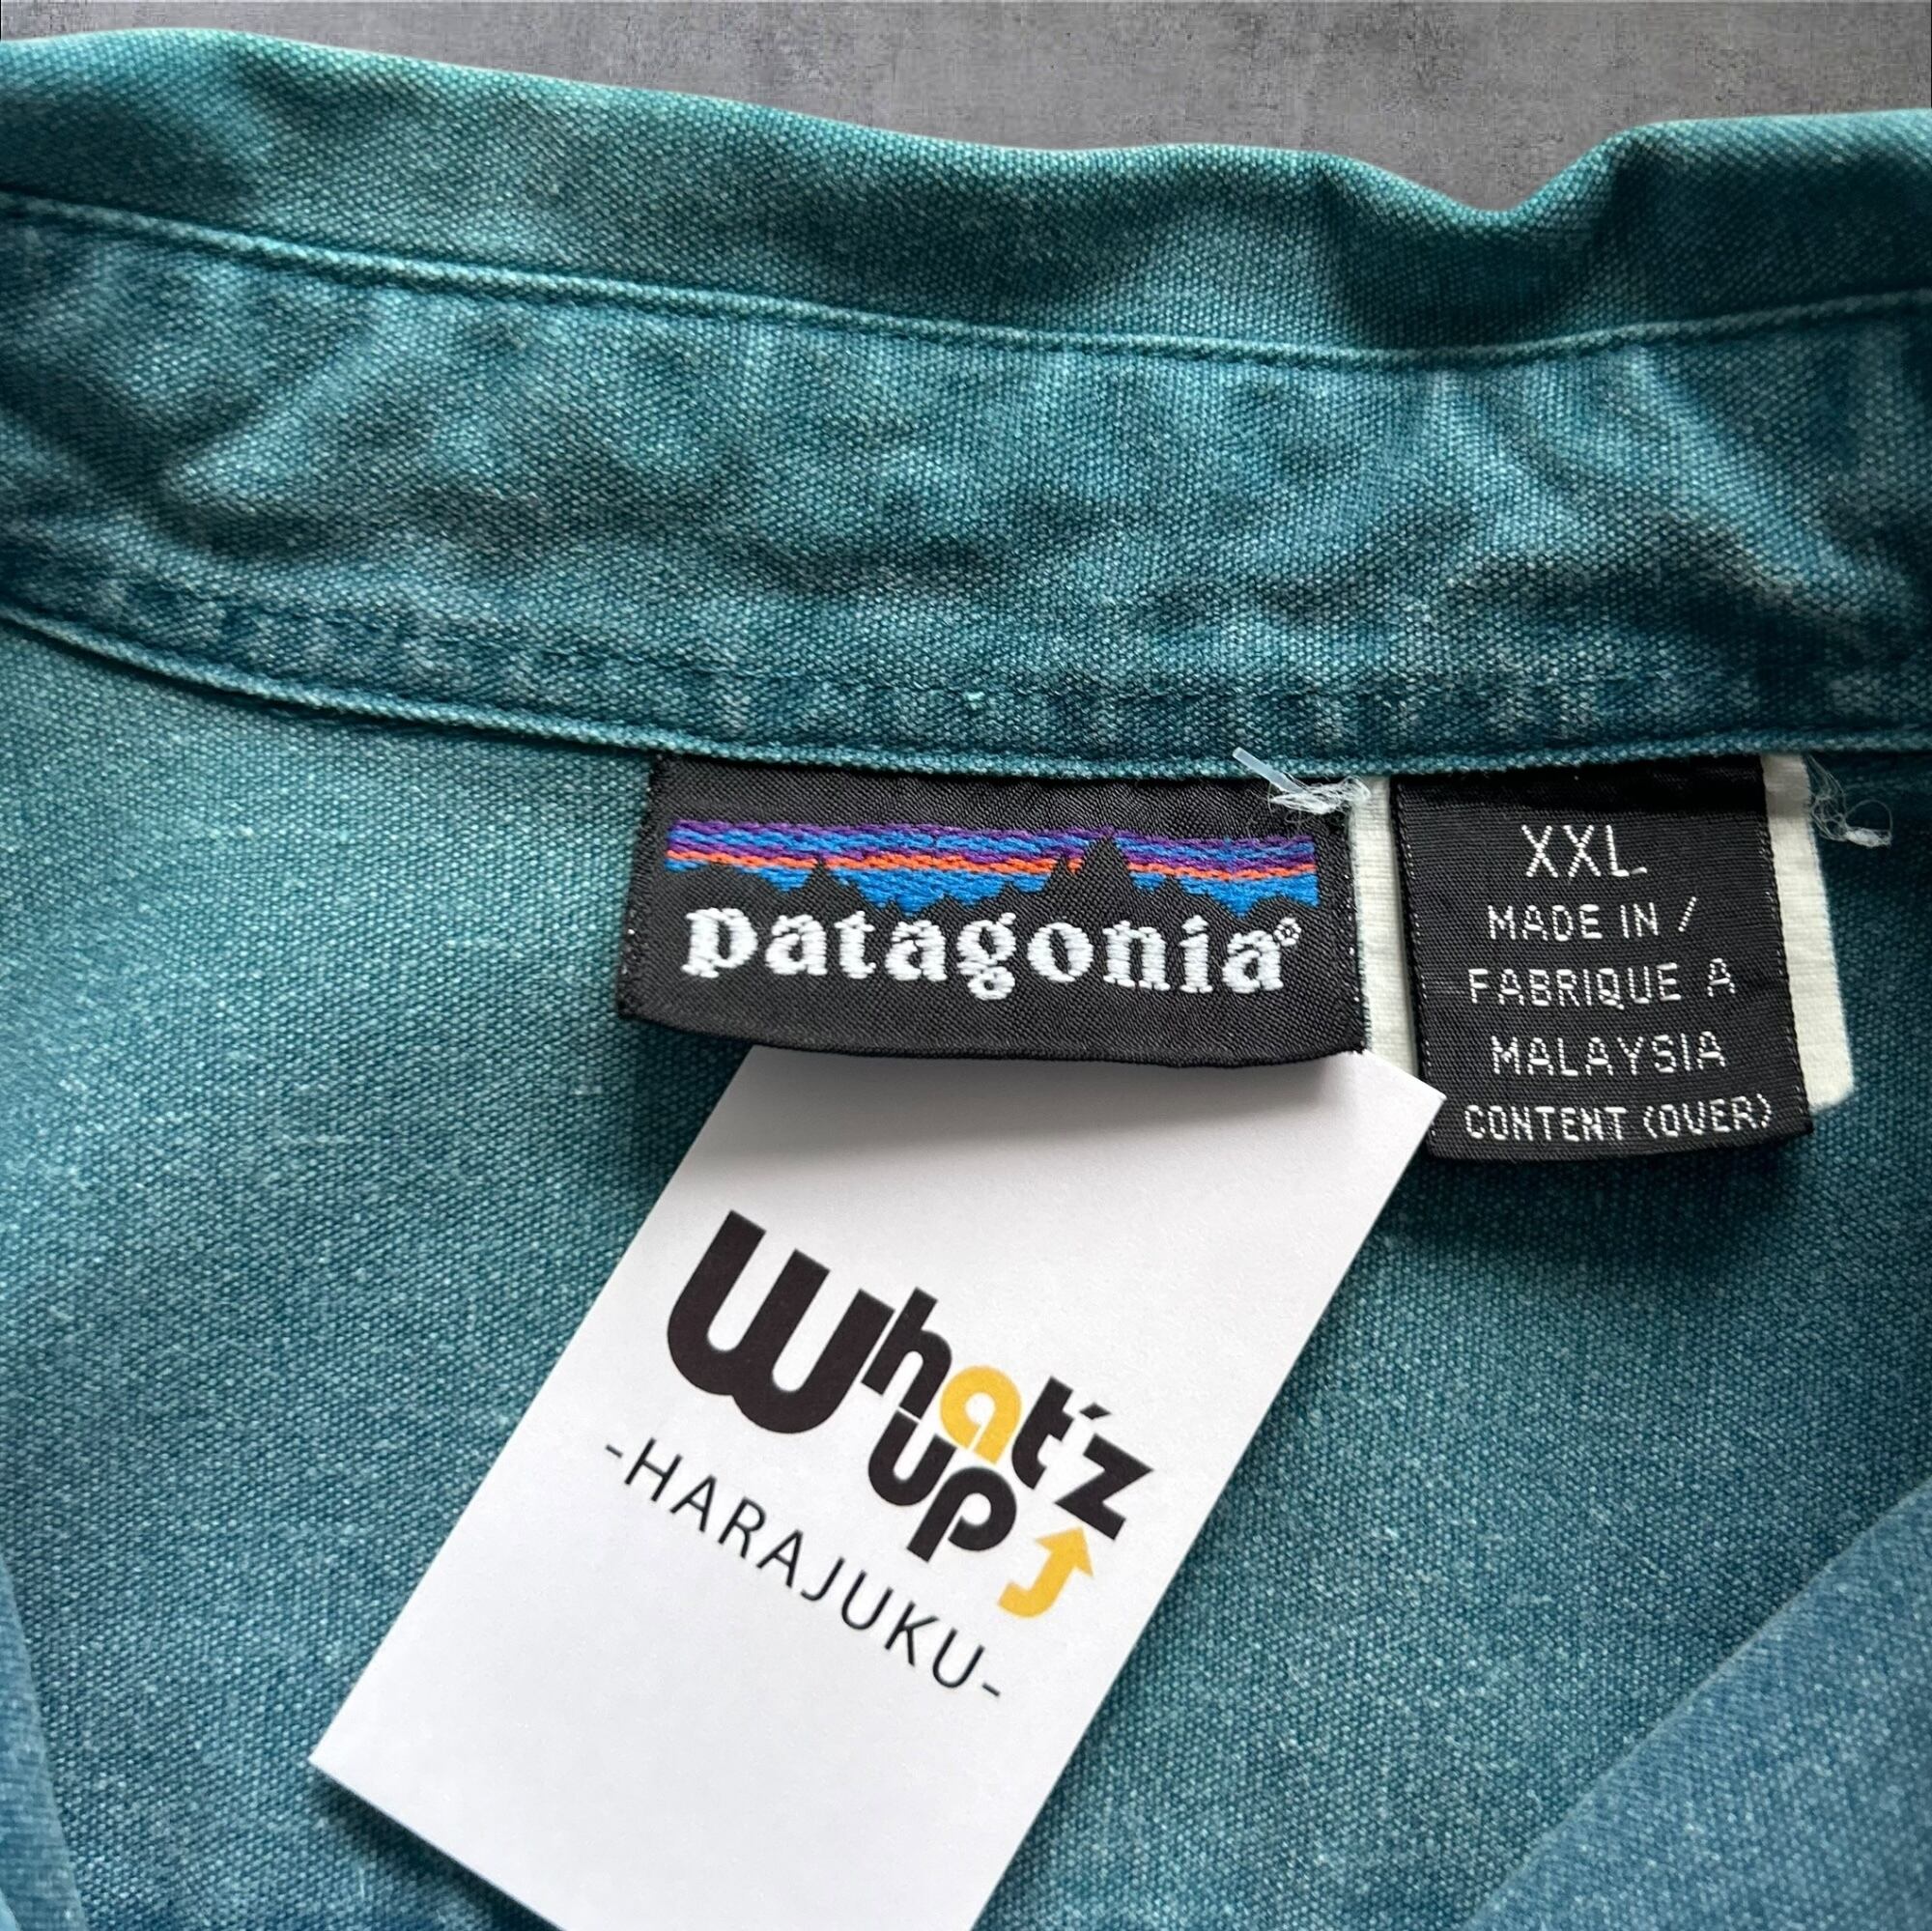 patagonia®
XXL
MADE IN /
FABRIQUE A
MALAYSIA
CONTENT (OVER)
What'z
up
-HARAJUKU-